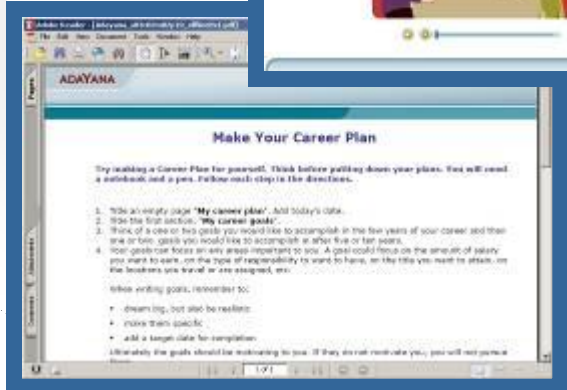 Adobe Reader
File Edit View Document Tools Window Help
Pages
ADAYANA
Make Your Career Plan
Try making a Career Plan for yourself. Think before putting down your plans. You will need
a notebook and a pen. Follow each step in the directions.
1. Title an empty page "My career plan". Add today's date.
2. Title the first section, "My career goals".
3. Think of a one or two goals you would like to accomplish in the few years of your career and then
one or two goals you would like to accomplish in after five or ten years.
4. Your goals can focus on any areas important to you. A goal could focus on the amount of salary
you want to earn, on the type of responsibility to want to have, on the title you want to attain, on
the locations you travel or are assigned, etc.
When writing goals, remember to:
• dream big, but also be realistic
• make them specific
• add a target date for completion
Ultimately the goals should be motivating to you. If they do not motivate you, you will not pursue
Attachments
Comments
1 of 1